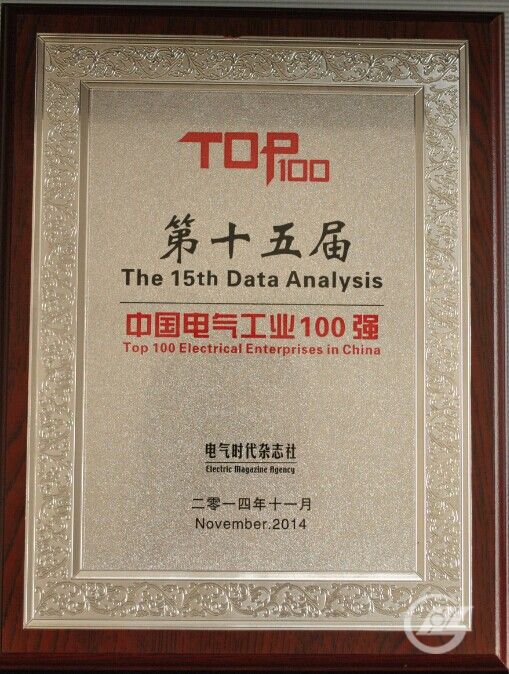 TOP100
第十五届
The 15th Data Analysis
中国电气工业100强
Top 100 Electrical Enterprises in China
电气时代杂志社
Electric Magazine Agency
二零一四年十一月
November.2014